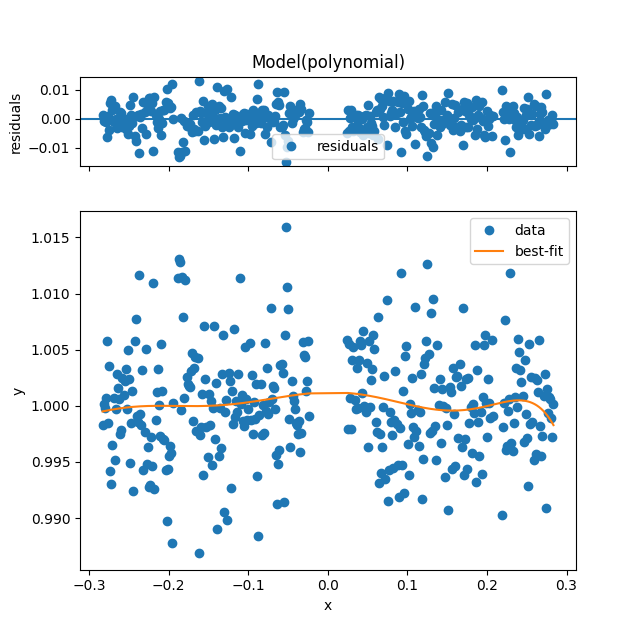 Model(polynomial)
0.01
0.00
−0.01
residuals
residuals
1.015
1.010
1.005
1.000
0.995
0.990
y
data
best-fit
−0.3 −0.2 −0.1 0.0 0.1 0.2 0.3
x